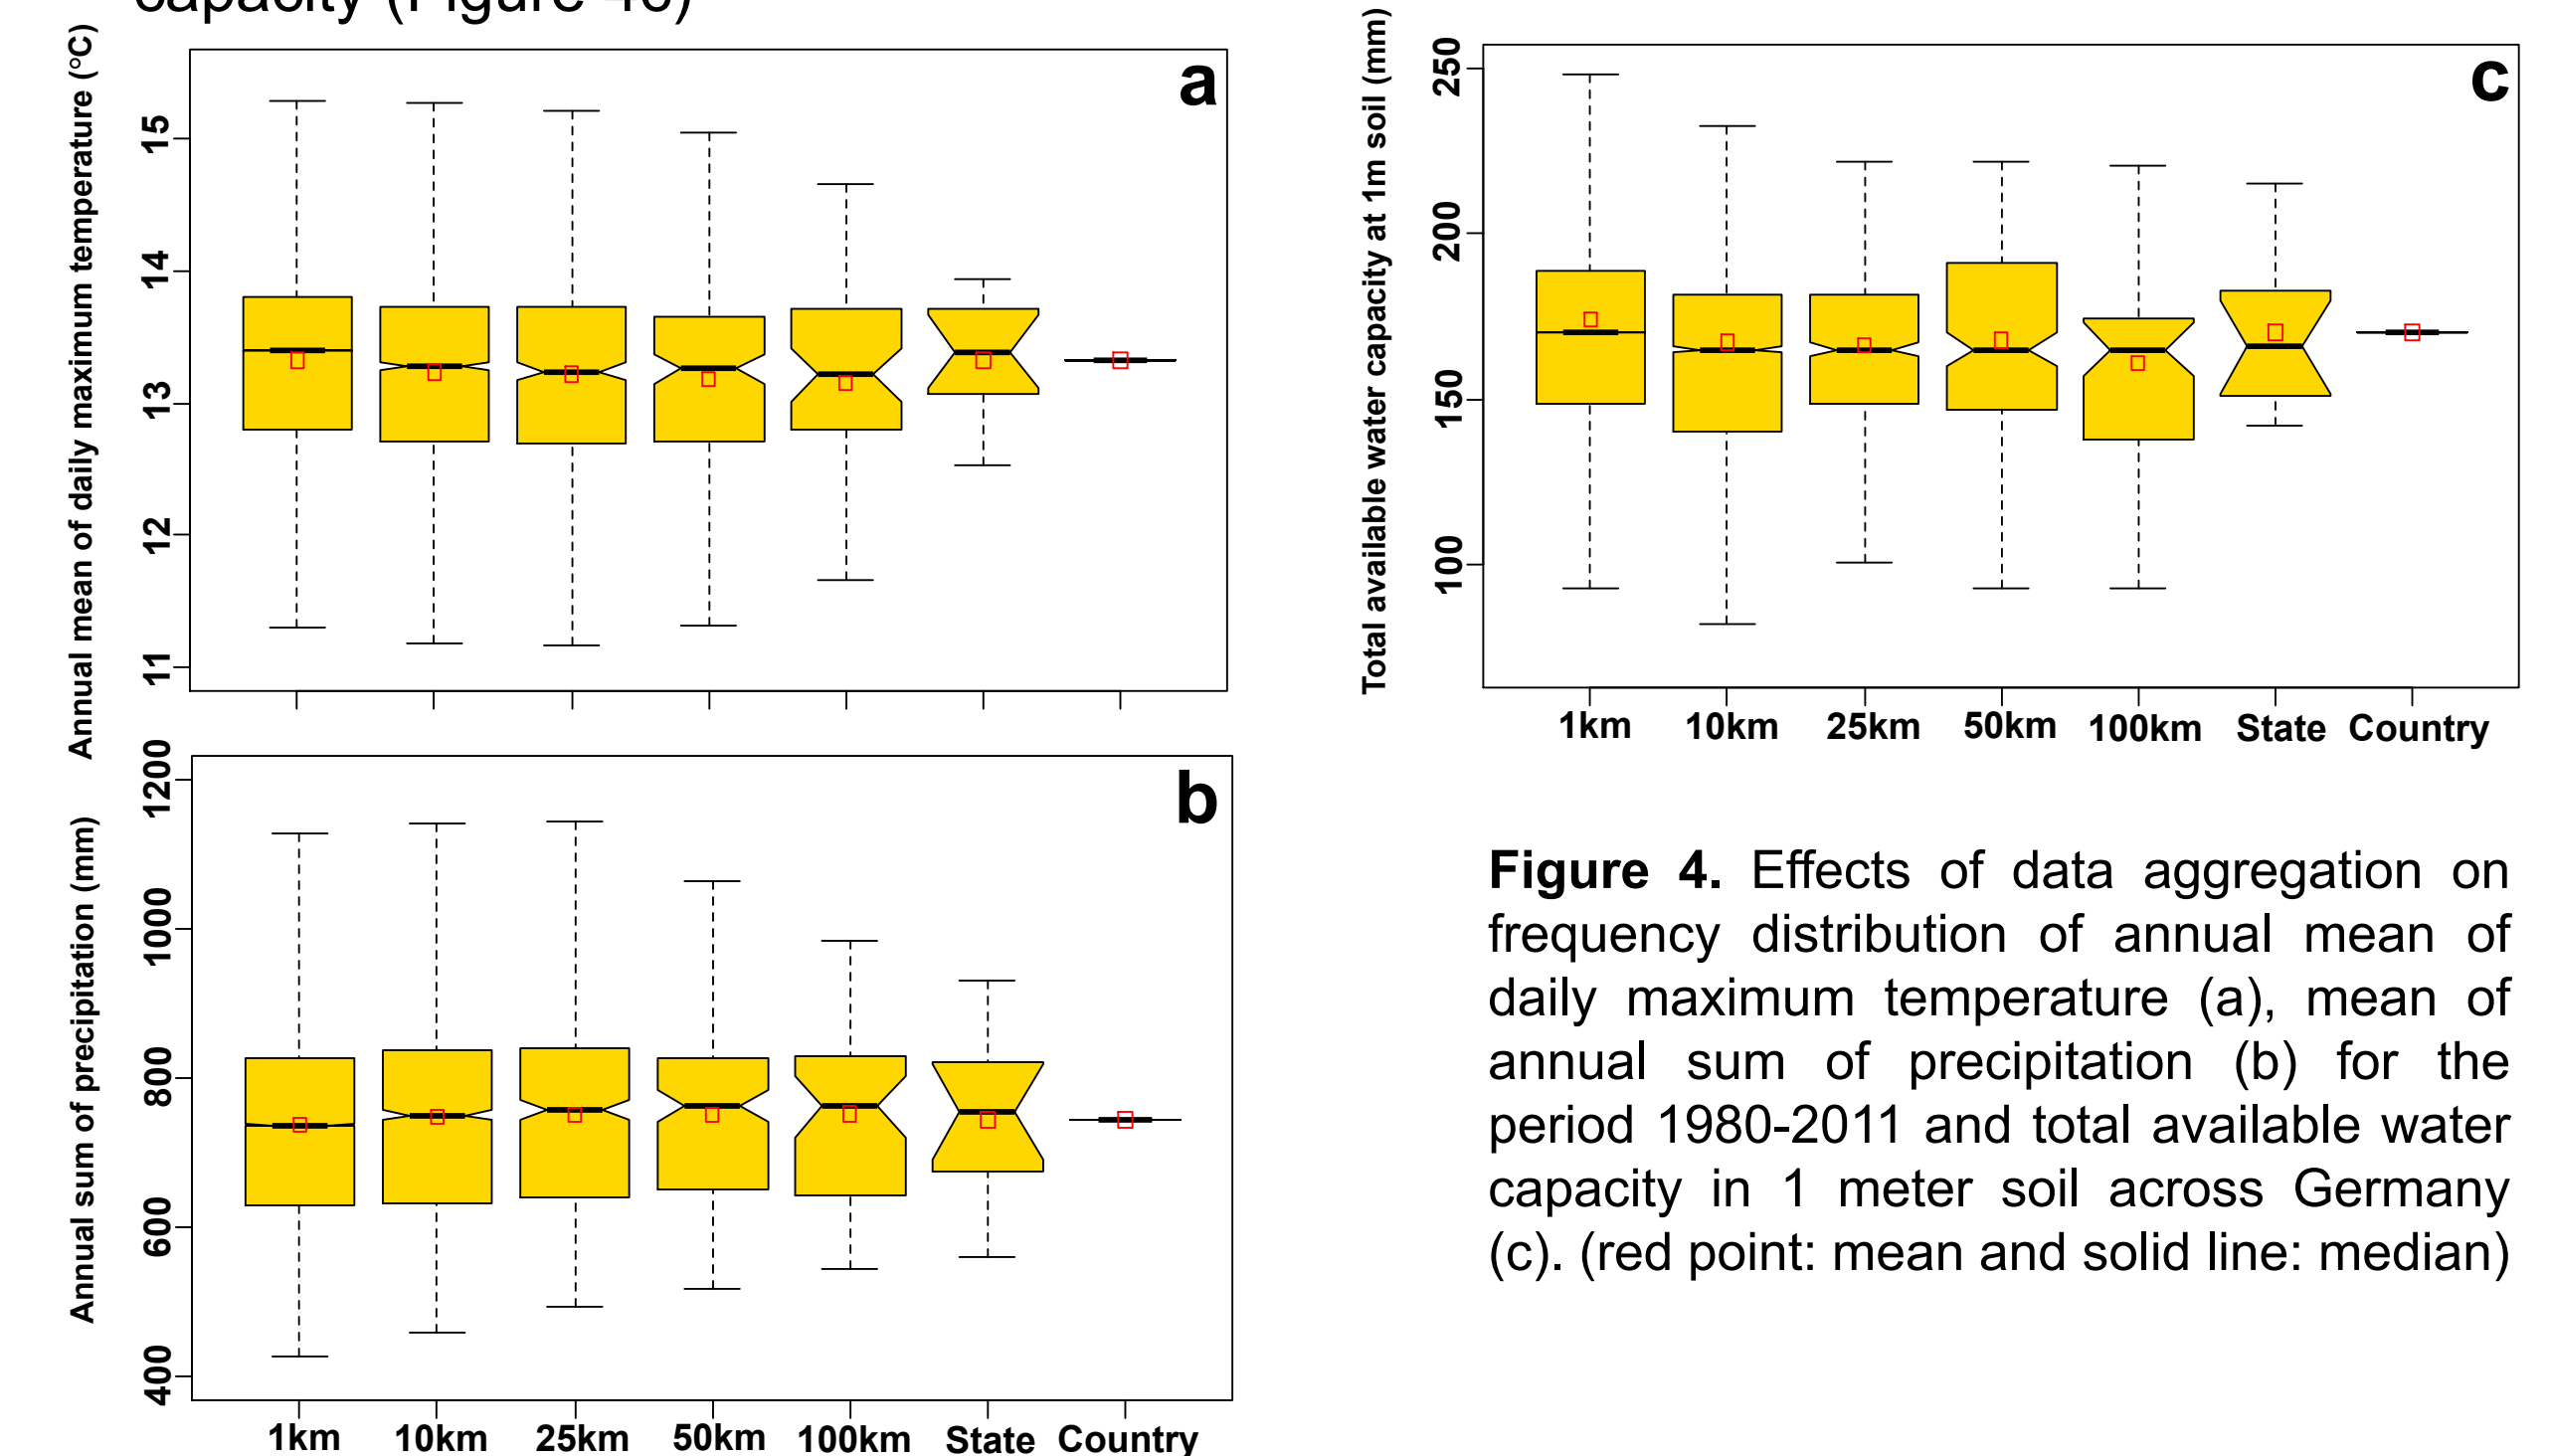 capacity (Figure 4c)
Annual mean of daily maximum temperature (°C)
15
14
13
12
11
a
Annual sum of precipitation (mm)
1200
1000
800
600
400
b
1km 10km 25km 50km 100km State Country
Total available water capacity at 1m soil (mm)
250
200
150
100
c
1km 10km 25km 50km 100km State Country
Figure 4. Effects of data aggregation on
frequency distribution of annual mean of
daily maximum temperature (a), mean of
annual sum of precipitation (b) for the
period 1980-2011 and total available water
capacity in 1 meter soil across Germany
(c). (red point: mean and solid line: median)